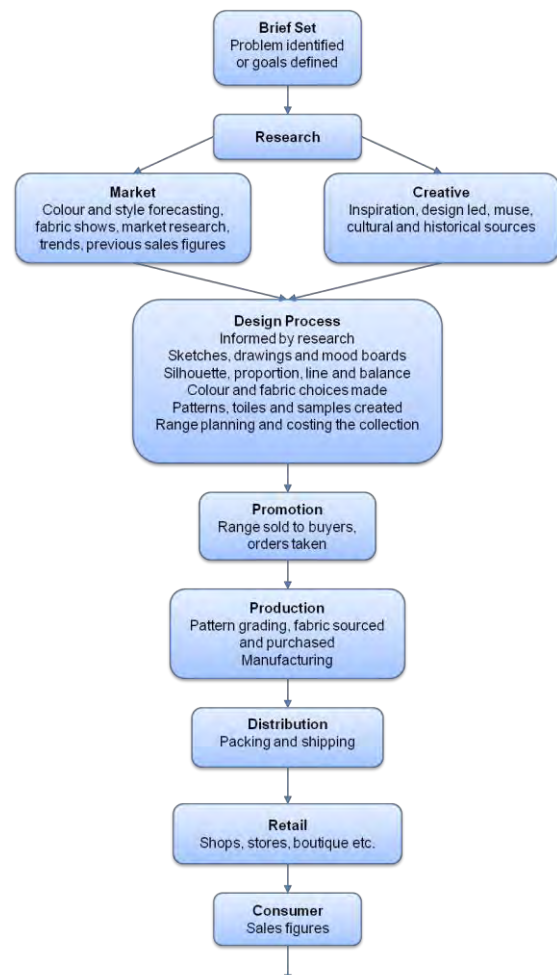 Brief Set
Problem identified
or goals defined
Research
Market
Colour and style forecasting,
fabric shows, market research,
trends, previous sales figures
Creative
Inspiration, design led, muse,
cultural and historical sources
Design Process
Informed by research
Sketches, drawings and mood boards
Silhouette, proportion, line and balance
Colour and fabric choices made
Patterns, toiles and samples created
Range planning and costing the collection
Promotion
Range sold to buyers,
orders taken
Production
Pattern grading, fabric sourced
and purchased
Manufacturing
Distribution
Packing and shipping
Retail
Shops, stores, boutique etc.
Consumer
Sales figures